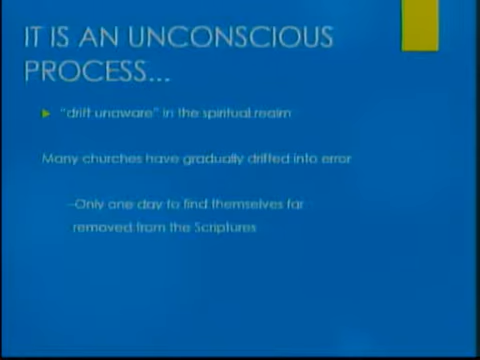 IT IS AN UNCONSCIOUS
PROCESS...
"drift unaware" in the spiritual realm
Many churches have gradually drifted into error
-Only one day to find themselves far
removed from the Scriptures